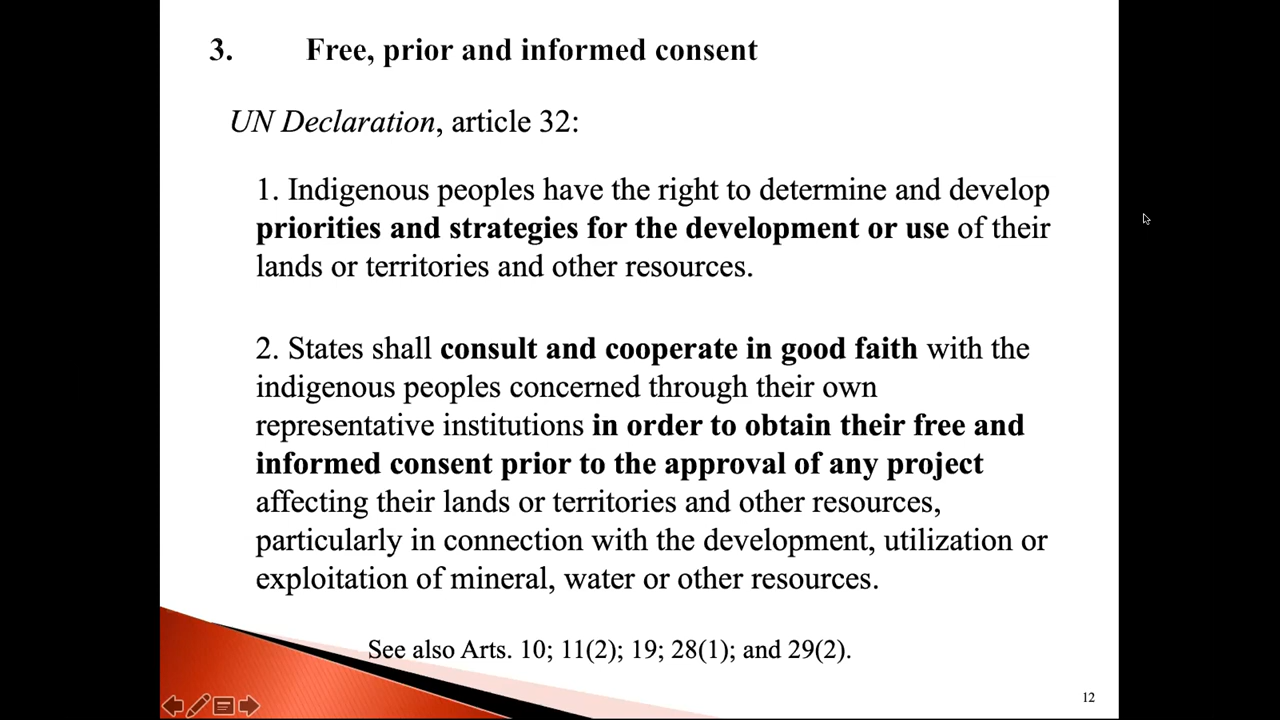 3. Free, prior and informed consent
UN Declaration, article 32:
1. Indigenous peoples have the right to determine and develop
priorities and strategies for the development or use of their
lands or territories and other resources.
2. States shall consult and cooperate in good faith with the
indigenous peoples concerned through their own
representative institutions in order to obtain their free and
informed consent prior to the approval of any project
affecting their lands or territories and other resources,
particularly in connection with the development, utilization or
exploitation of mineral, water or other resources.
See also Arts. 10; 11(2); 19; 28(1); and 29(2).
12